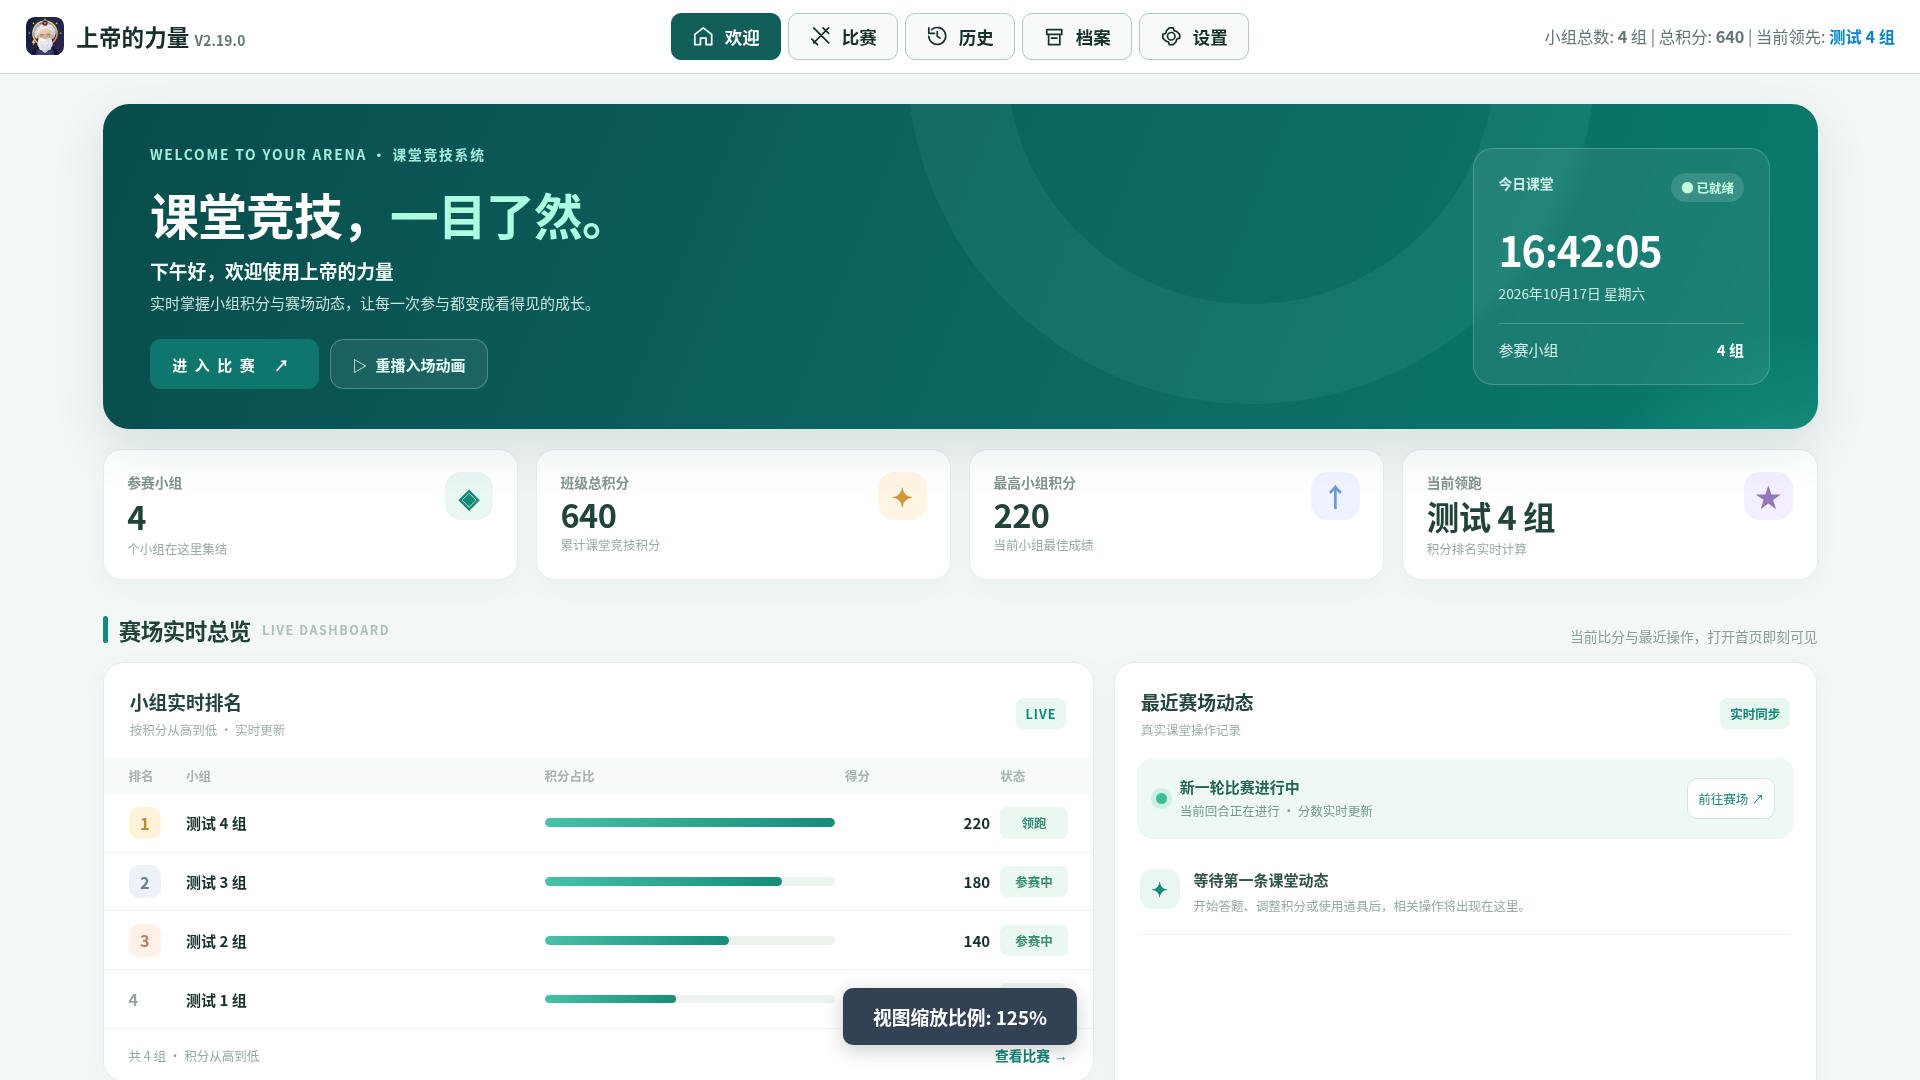 上帝的力量 V2.19.0
欢迎
比赛
历史
档案
设置
小组总数: 4 组 | 总积分: 640 | 当前领先: 测试 4 组
WELCOME TO YOUR ARENA · 课堂竞技系统
课堂竞技，一目了然。
下午好，欢迎使用上帝的力量
实时掌握小组积分与赛场动态，让每一次参与都变成看得见的成长。
进入比赛 ↗
▷ 重播入场动画
今日课堂
已就绪
16:42:05
2026年10月17日 星期六
参赛小组
4 组
参赛小组
4
个小组在这里集结
班级总积分
640
累计课堂竞技积分
最高小组积分
220
当前小组最佳成绩
当前领跑
测试 4 组
积分排名实时计算
赛场实时总览 LIVE DASHBOARD
当前比分与最近操作，打开首页即刻可见
小组实时排名
按积分从高到低 · 实时更新
LIVE
排名 小组 积分占比 得分 状态
1 测试 4 组 220 领跑
2 测试 3 组 180 参赛中
3 测试 2 组 140 参赛中
4 测试 1 组
共 4 组 · 积分从高到低
查看比赛 →
最近赛场动态
真实课堂操作记录
实时同步
新一轮比赛进行中
当前回合正在进行 · 分数实时更新
前往赛场 ↗
等待第一条课堂动态
开始答题、调整积分或使用道具后，相关操作将出现在这里。
视图缩放比例: 125%